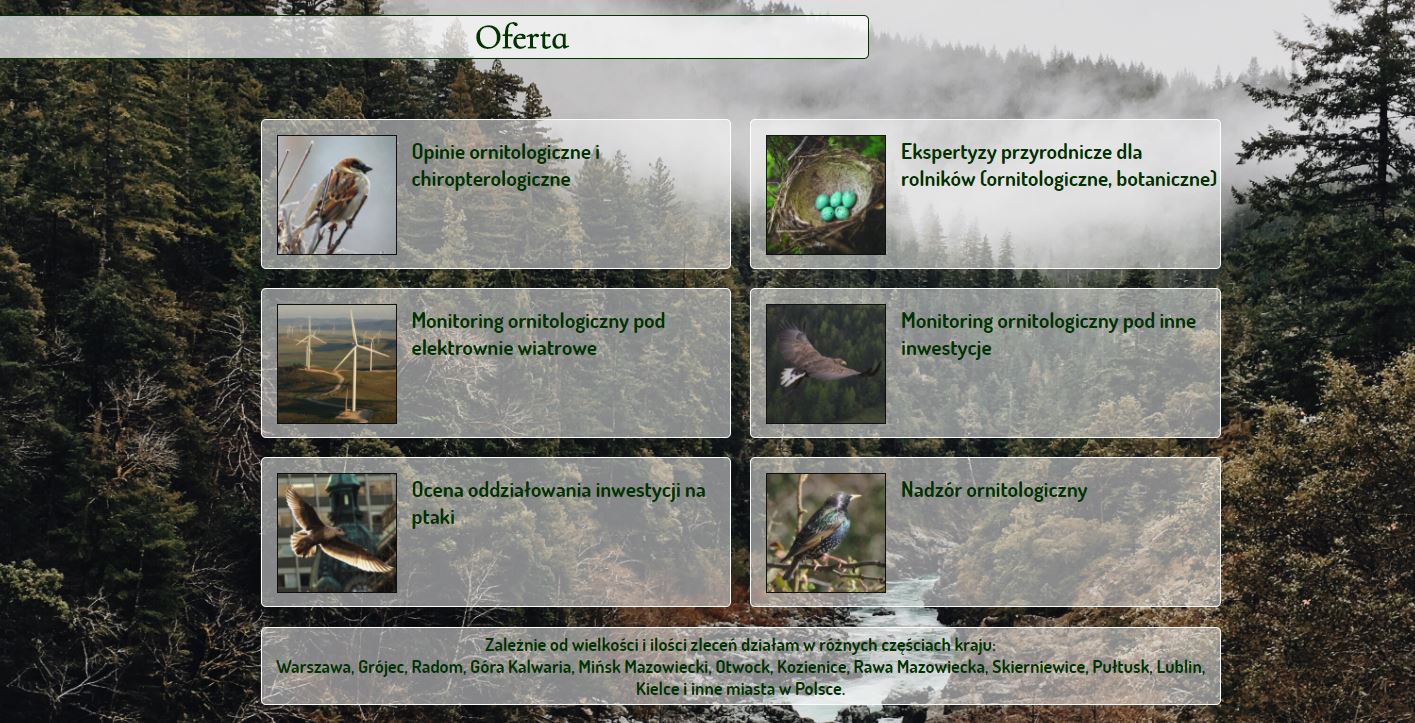 Oferta
Opinie ornitologiczne i
chiropterologiczne
Ekspertyzy przyrodnicze dla
rolników (ornitologiczne, botaniczne)
Monitoring ornitologiczny pod
elektrownie wiatrowe
Monitoring ornitologiczny pod inne
inwestycje
Ocena oddziałowania inwestycji na
ptaki
Nadzór ornitologiczny
Zależnie od wielkości i ilości zleceń działam w różnych częściach kraju:
Warszawa, Grójec, Radom, Góra Kalwaria, Mińsk Mazowiecki, Otwock, Kozienice, Rawa Mazowiecka, Skierniewice, Pułtusk, Lublin,
Kielce i inne miasta w Polsce.